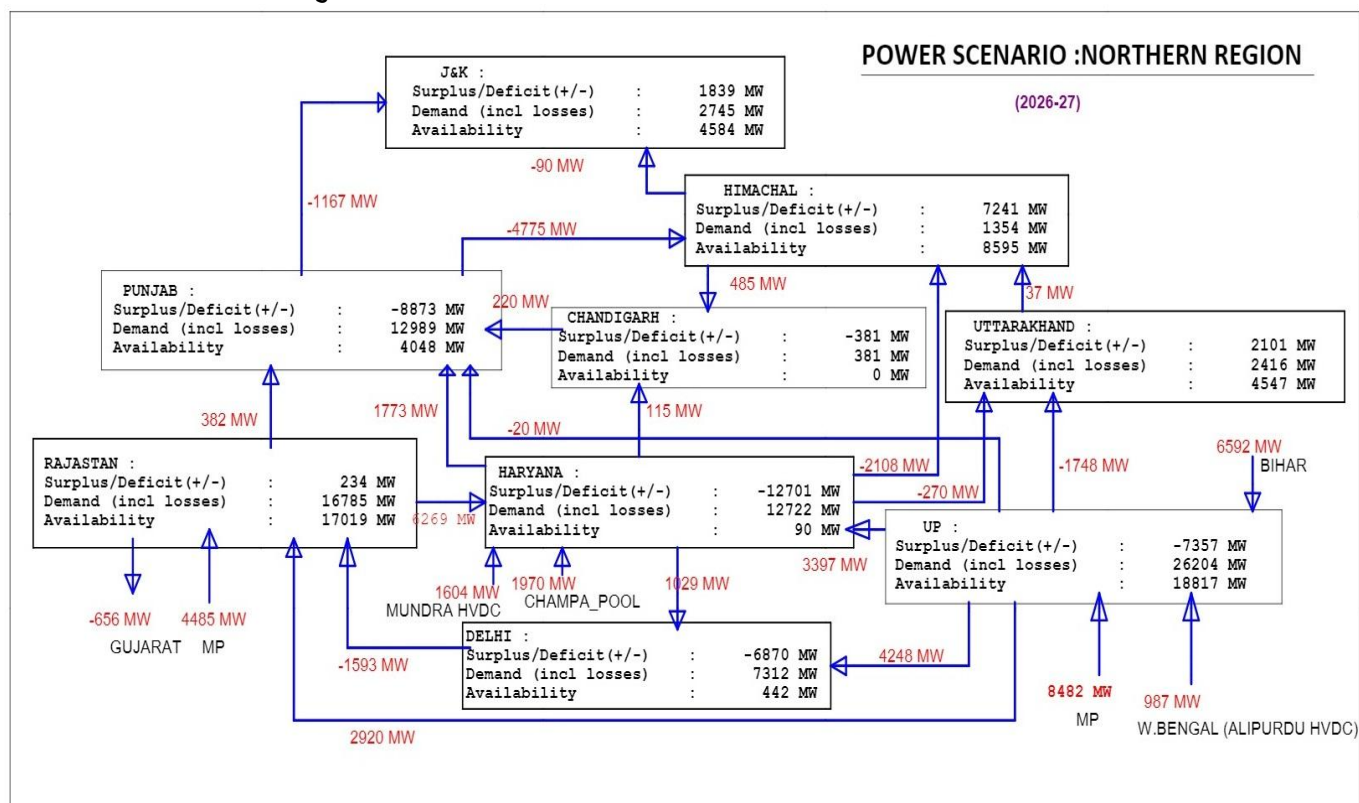 POWER SCENARIO :NORTHERN REGION
(2026-27)
J&K :
Surplus/Deficit(+/-) : 1839 MW
Demand (incl losses) : 2745 MW
Availability : 4584 MW
-90 MW
-1167 MW
HIMACHAL :
Surplus/Deficit(+/-) : 7241 MW
Demand (incl losses) : 1354 MW
Availability : 8595 MW
-4775 MW
485 MW
37 MW
PUNJAB :
Surplus/Deficit(+/-) : -8873 MW
Demand (incl losses) : 12989 MW
Availability : 4048 MW
220 MW
CHANDIGARH :
Surplus/Deficit(+/-) : -381 MW
Demand (incl losses) : 381 MW
Availability : 0 MW
UTTARAKHAND :
Surplus/Deficit(+/-) : 2101 MW
Demand (incl losses) : 2416 MW
Availability : 4547 MW
382 MW
1773 MW
115 MW
-20 MW
6592 MW
BIHAR
RAJASTAN :
Surplus/Deficit(+/-) : 234 MW
Demand (incl losses) : 16785 MW
Availability : 17019 MW
6269 MW
HARYANA :
Surplus/Deficit(+/-) : -12701 MW
Demand (incl losses) : 12722 MW
Availability : 90 MW
-2108 MW
-270 MW
-1748 MW
UP :
Surplus/Deficit(+/-) : -7357 MW
Demand (incl losses) : 26204 MW
Availability : 18817 MW
3397 MW
1604 MW
MUNDRA HVDC
1970 MW
CHAMPA_POOL
1029 MW
-656 MW
GUJARAT
4485 MW
MP
-1593 MW
DELHI :
Surplus/Deficit(+/-) : -6870 MW
Demand (incl losses) : 7312 MW
Availability : 442 MW
4248 MW
8482 MW
MP
987 MW
W.BENGAL (ALIPURDU HVDC)
2920 MW